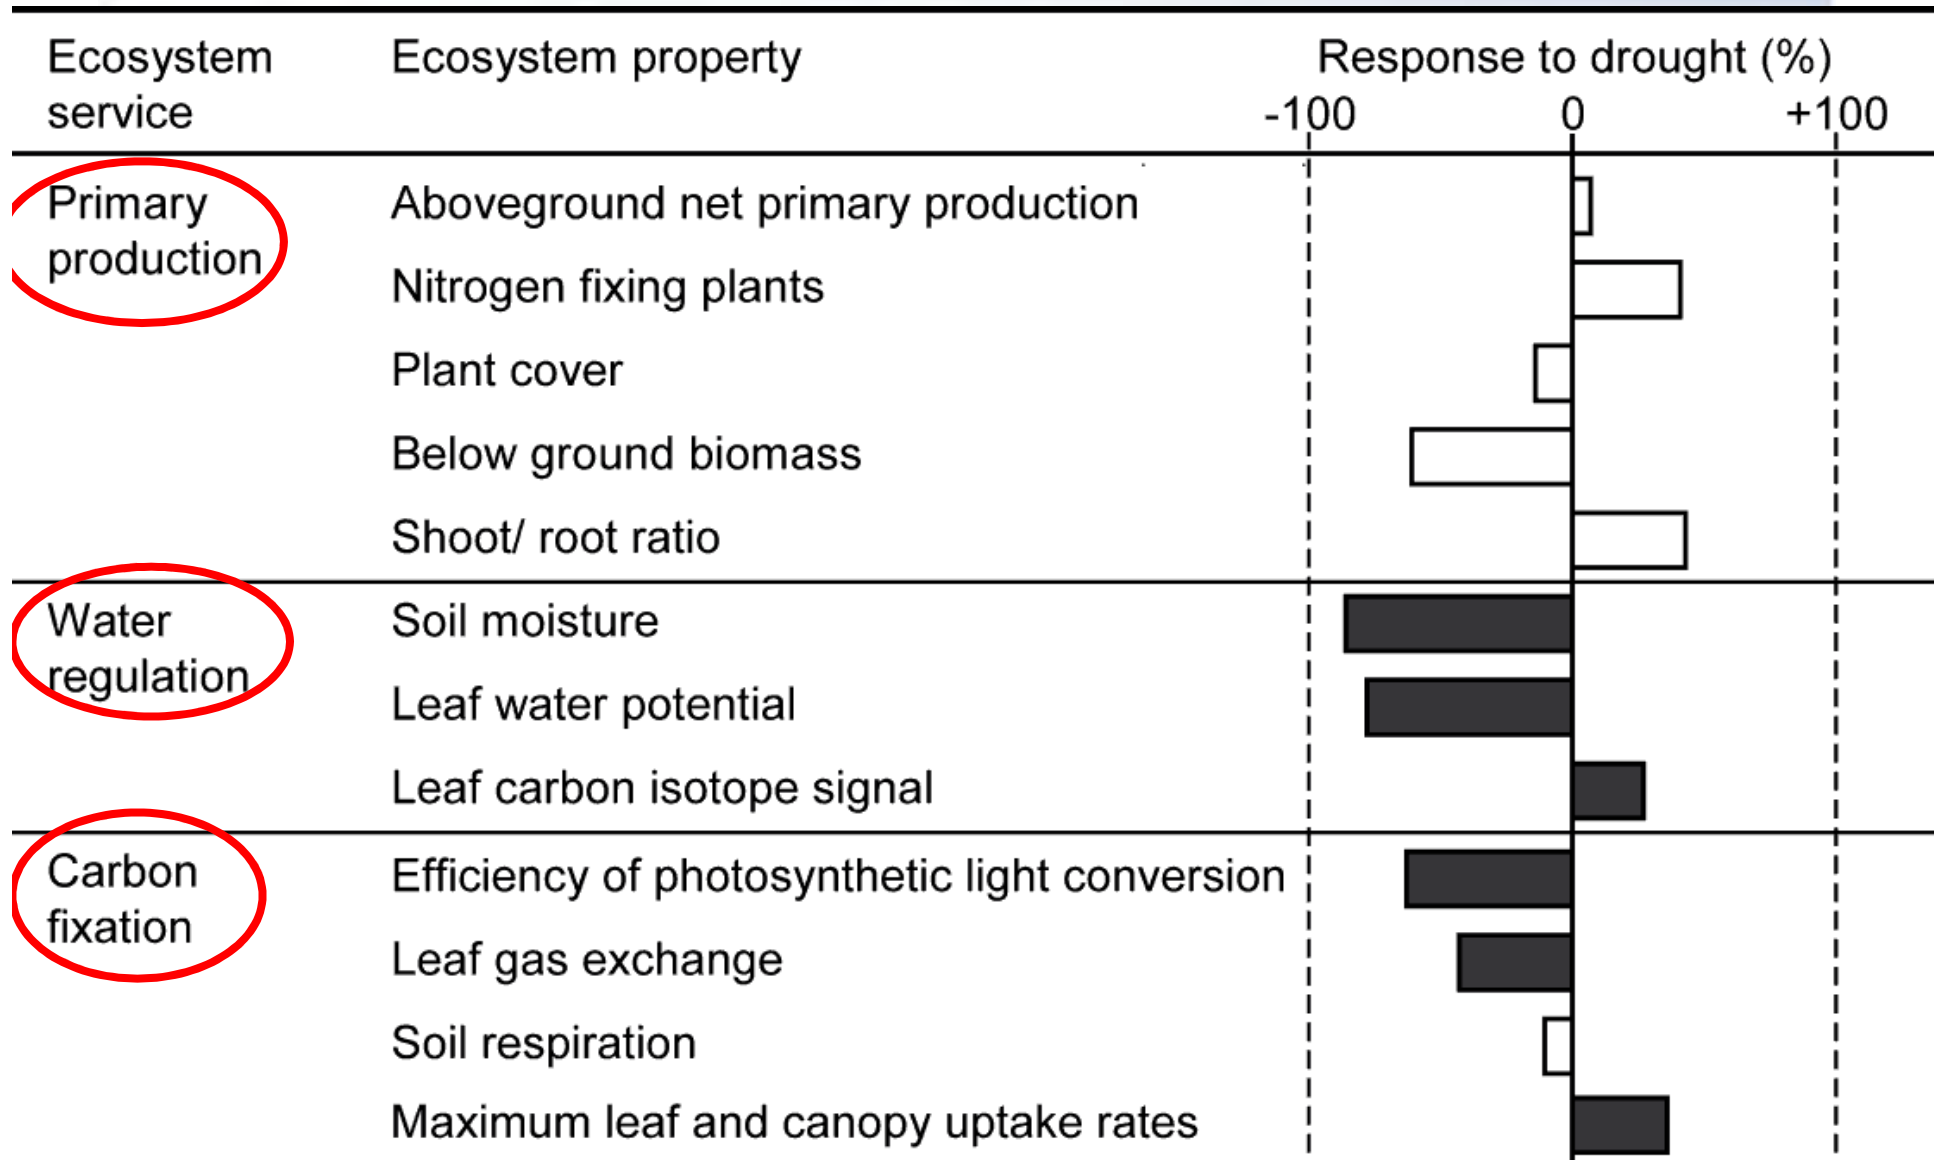 Ecosystem service
Ecosystem property
Response to drought (%)
-100 0 +100
Primary production
Aboveground net primary production
Nitrogen fixing plants
Plant cover
Below ground biomass
Shoot/ root ratio
Water regulation
Soil moisture
Leaf water potential
Leaf carbon isotope signal
Carbon fixation
Efficiency of photosynthetic light conversion
Leaf gas exchange
Soil respiration
Maximum leaf and canopy uptake rates